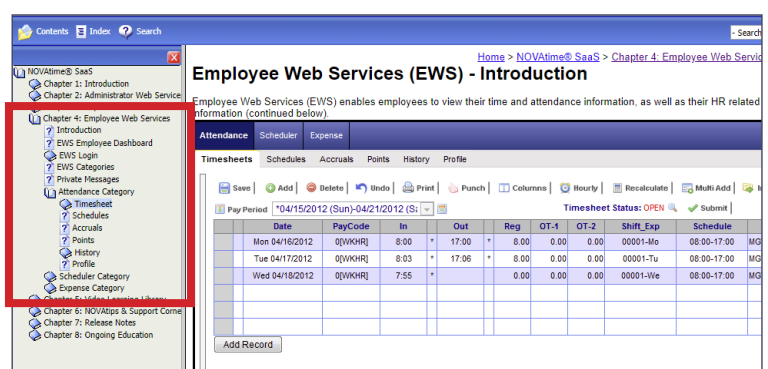 Contents Index Search
- Search
NOVAtime® SaaS
Chapter 1: Introduction
Chapter 2: Administrator Web Service
Chapter 4: Employee Web Services
Introduction
EWS Employee Dashboard
EWS Login
EWS Categories
Private Messages
Attendance Category
Timesheet
Schedules
Accruals
Points
History
Profile
Scheduler Category
Expense Category
Chapter 5: Video Learning Library
Chapter 6: NOVAtips & Support Corne
Chapter 7: Release Notes
Chapter 8: Ongoing Education
Home > NOVAtime® SaaS > Chapter 4: Employee Web Servic
Employee Web Services (EWS) - Introduction
Employee Web Services (EWS) enables employees to view their time and attendance information, as well as their HR related
information (continued below).
Attendance Scheduler Expense
Timesheets Schedules Accruals Points History Profile
Save Add Delete Undo Print Punch Columns Hourly Recalculate Multi Add In
Pay Period *04/15/2012 (Sun)-04/21/2012 (Sa Timesheet Status: OPEN Submit
Date PayCode In Out Reg OT-1 OT-2 Shift_Exp Schedule
Mon 04/16/2012 0[WKHR] 8:00 * 17:00 * 8.00 0.00 0.00 00001-Mo 08:00-17:00 MG
Tue 04/17/2012 0[WKHR] 8:03 * 17:06 * 8.00 0.00 0.00 00001-Tu 08:00-17:00 MG
Wed 04/18/2012 0[WKHR] 7:55 * 0.00 0.00 0.00 00001-We 08:00-17:00 MG
Add Record